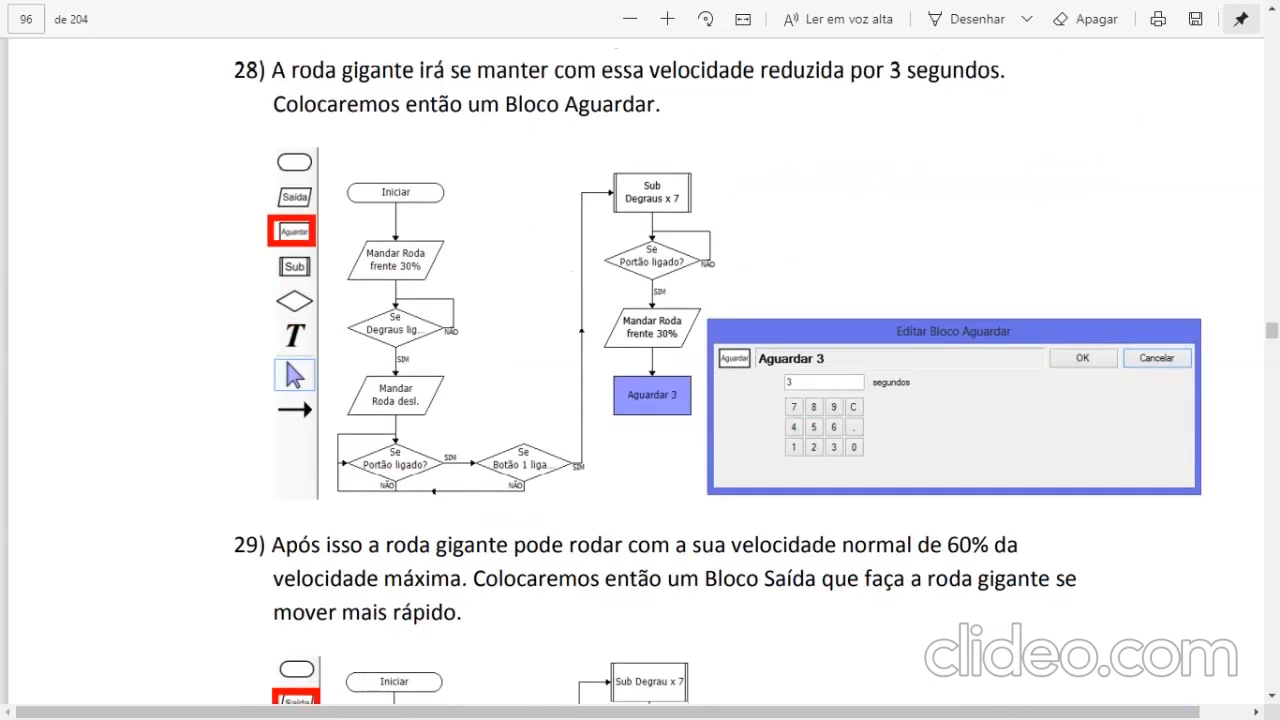 96 de 204 Ler em voz alta Desenhar Apagar
28) A roda gigante irá se manter com essa velocidade reduzida por 3 segundos.
Colocaremos então um Bloco Aguardar.
Saída
Aguardar
Sub
T
Iniciar
Mandar Roda
frente 30%
Se
Degraus lig...
NÃO
SIM
Mandar
Roda desl.
Se
Portão ligado?
SIM
NÃO
Se
Botão 1 liga...
SIM
NÃO
Sub
Degraus x 7
Se
Portão ligado?
NÃO
SIM
Mandar Roda
frente 30%
Aguardar 3
Editar Bloco Aguardar
Aguardar Aguardar 3 OK Cancelar
3 segundos
7 8 9 C
4 5 6 .
1 2 3 0
29) Após isso a roda gigante pode rodar com a sua velocidade normal de 60% da
velocidade máxima. Colocaremos então um Bloco Saída que faça a roda gigante se
mover mais rápido.
Saída
Iniciar
Sub Degrau x 7
clideo.com